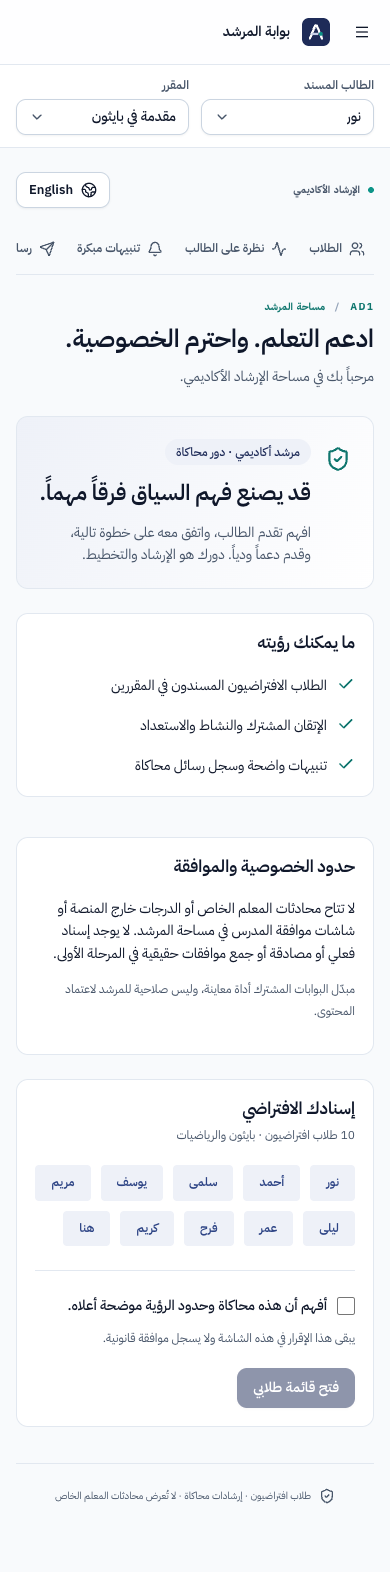 بوابة المرشد
الطالب المسند
المقرر
نور
مقدمة في بايثون
الإرشاد الأكاديمي
English
الطلاب
نظرة على الطالب
تنبيهات مبكرة
رسا
AD1 / مساحة المرشد
ادعم التعلم. واحترم الخصوصية.
مرحباً بك في مساحة الإرشاد الأكاديمي.
مرشد أكاديمي · دور محاكاة
قد يصنع فهم السياق فرقاً مهماً.
افهم تقدم الطالب، واتفق معه على خطوة تالية،
وقدم دعماً ودياً. دورك هو الإرشاد والتخطيط.
ما يمكنك رؤيته
الطلاب الافتراضيون المسندون في المقررين
الإتقان المشترك والنشاط والاستعداد
تنبيهات واضحة وسجل رسائل محاكاة
حدود الخصوصية والموافقة
لا تتاح محادثات المعلم الخاص أو الدرجات خارج المنصة أو
شاشات موافقة المدرس في مساحة المرشد. لا يوجد إسناد
فعلي أو مصادقة أو جمع موافقات حقيقية في المرحلة الأولى.
مبدّل البوابات المشترك أداة معاينة، وليس صلاحية للمرشد لاعتماد
المحتوى.
إسنادك الافتراضي
10 طلاب افتراضيون · بايثون والرياضيات
نور
أحمد
سلمى
يوسف
مريم
ليلى
عمر
فرح
كريم
هنا
أفهم أن هذه محاكاة وحدود الرؤية موضحة أعلاه.
يبقى هذا الإقرار في هذه الشاشة ولا يسجل موافقة قانونية.
فتح قائمة طلابي
طلاب افتراضيون · إرشادات محاكاة · لا تُعرض محادثات المعلم الخاص